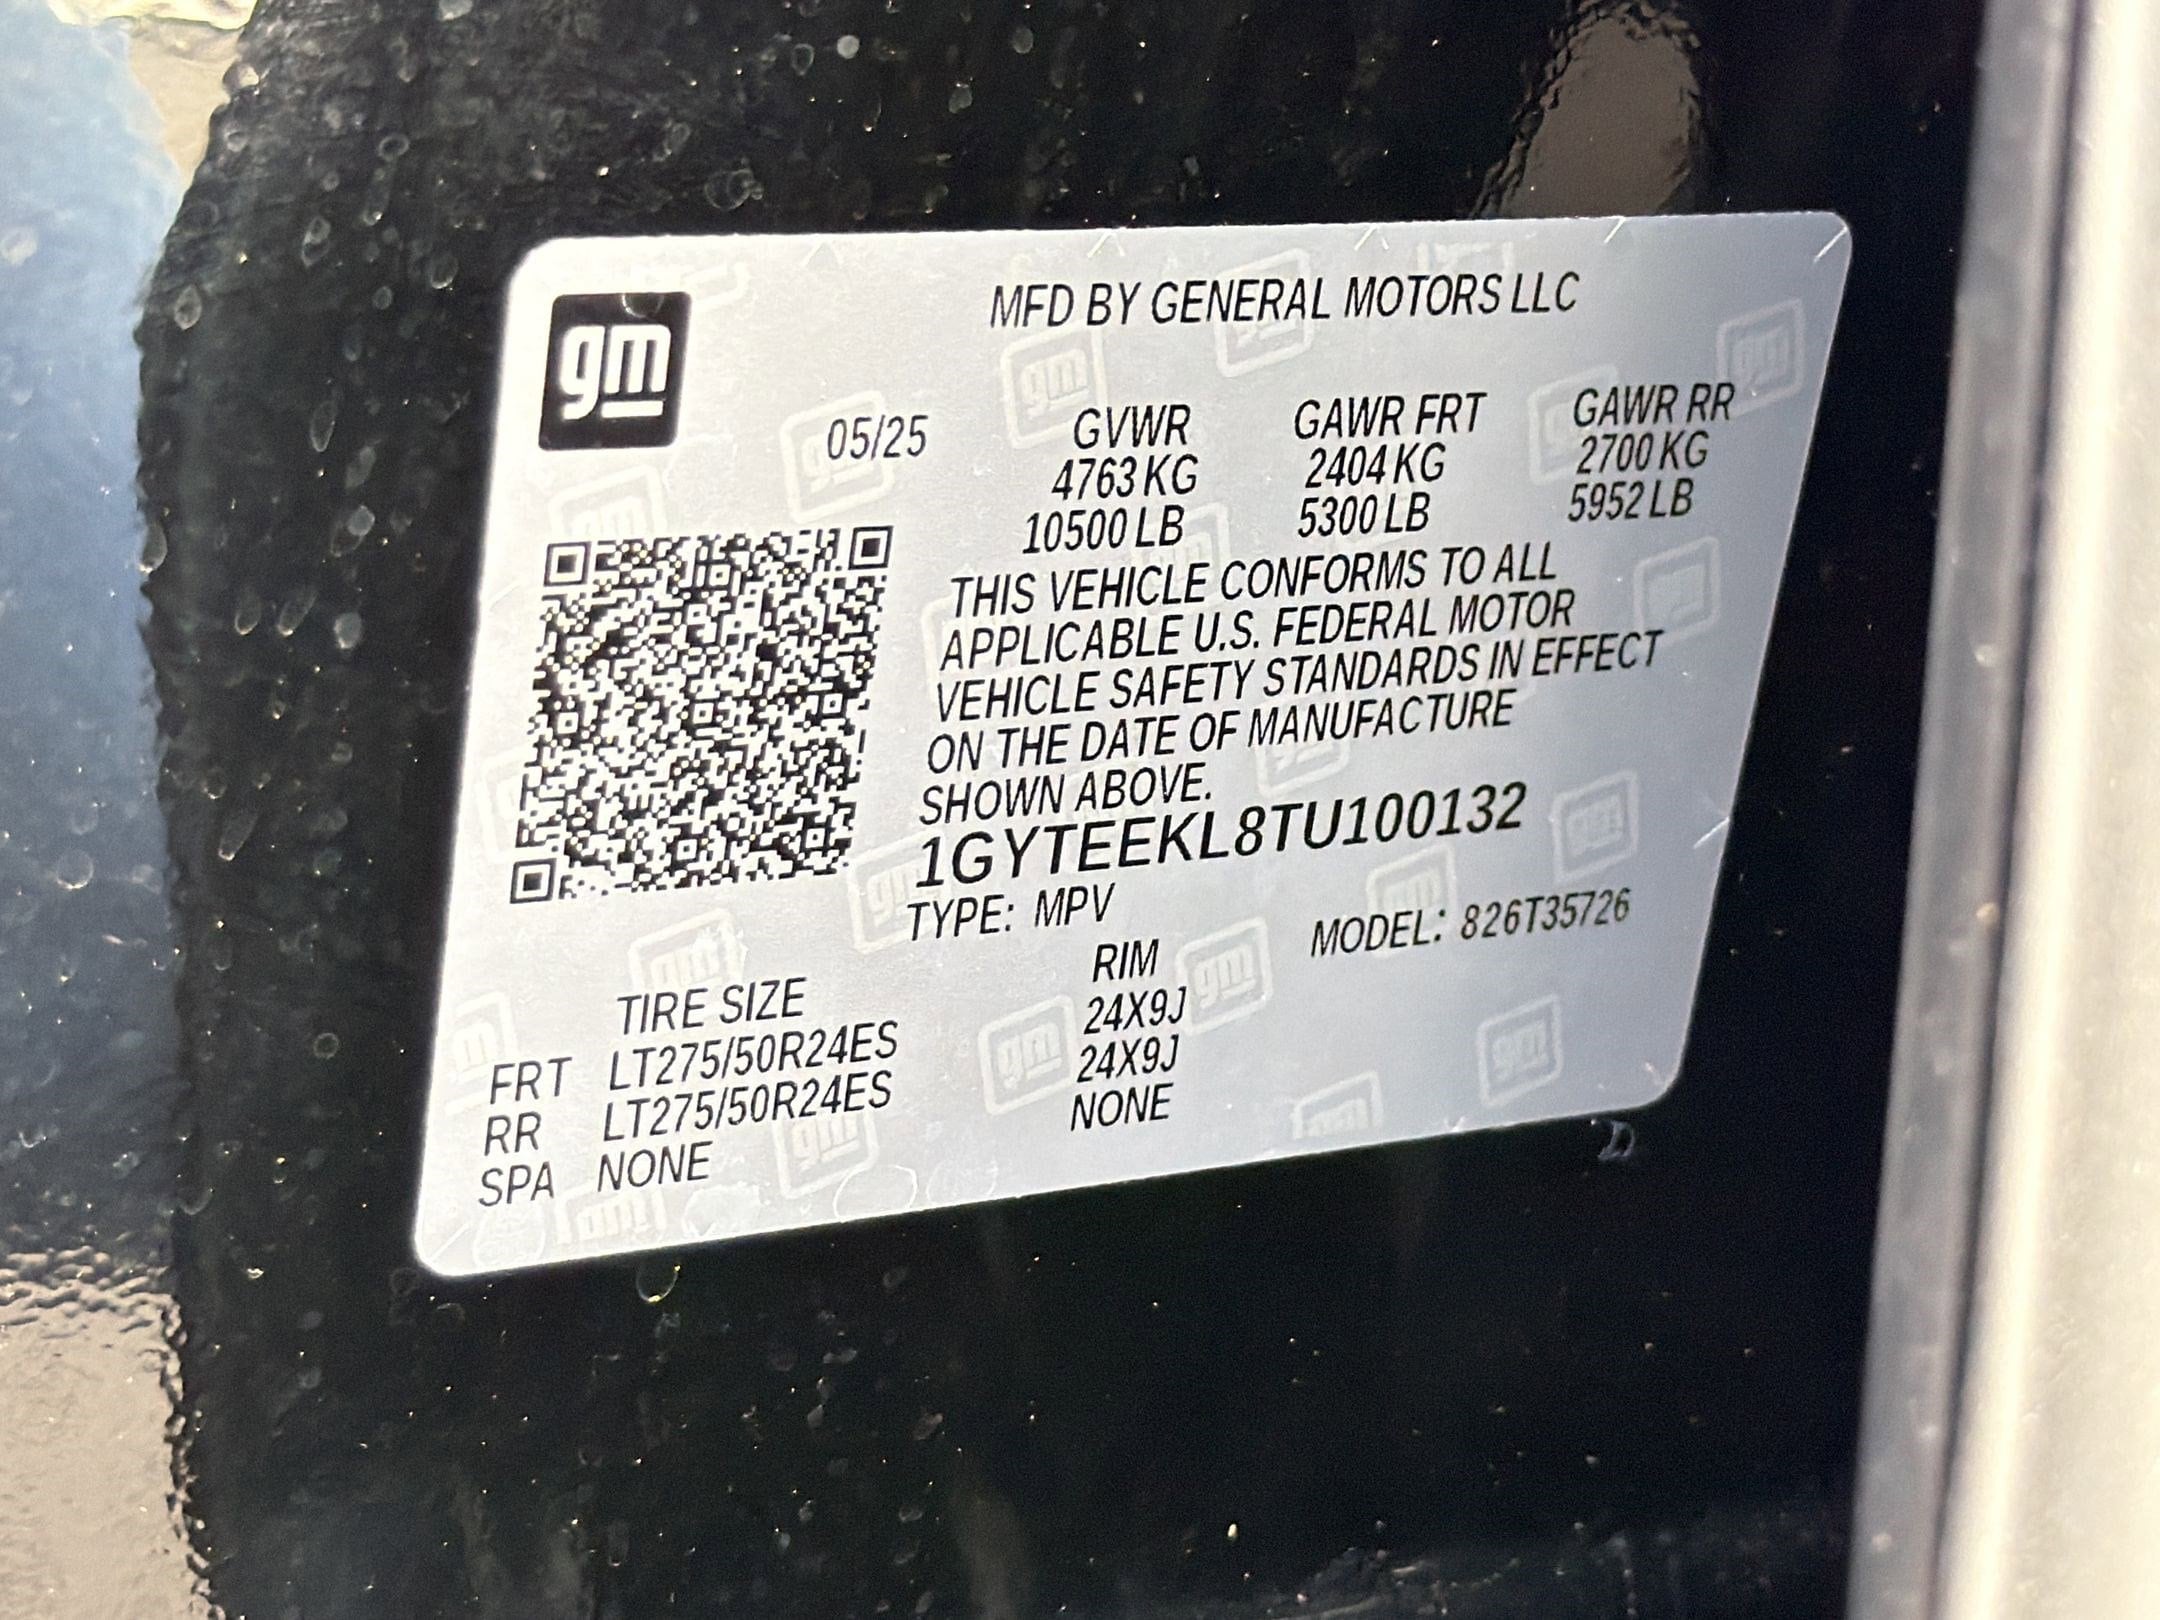 gm
MFD BY GENERAL MOTORS LLC
05/25 GVWR GAWR FRT GAWR RR
4763 KG 2404 KG 2700 KG
10500 LB 5300 LB 5952 LB
THIS VEHICLE CONFORMS TO ALL
APPLICABLE U.S. FEDERAL MOTOR
VEHICLE SAFETY STANDARDS IN EFFECT
ON THE DATE OF MANUFACTURE
SHOWN ABOVE.
1GYTEEKL8TU100132
TYPE: MPV MODEL: 826T35726
TIRE SIZE RIM
FRT LT275/50R24ES 24X9J
RR LT275/50R24ES 24X9J
SPA NONE NONE